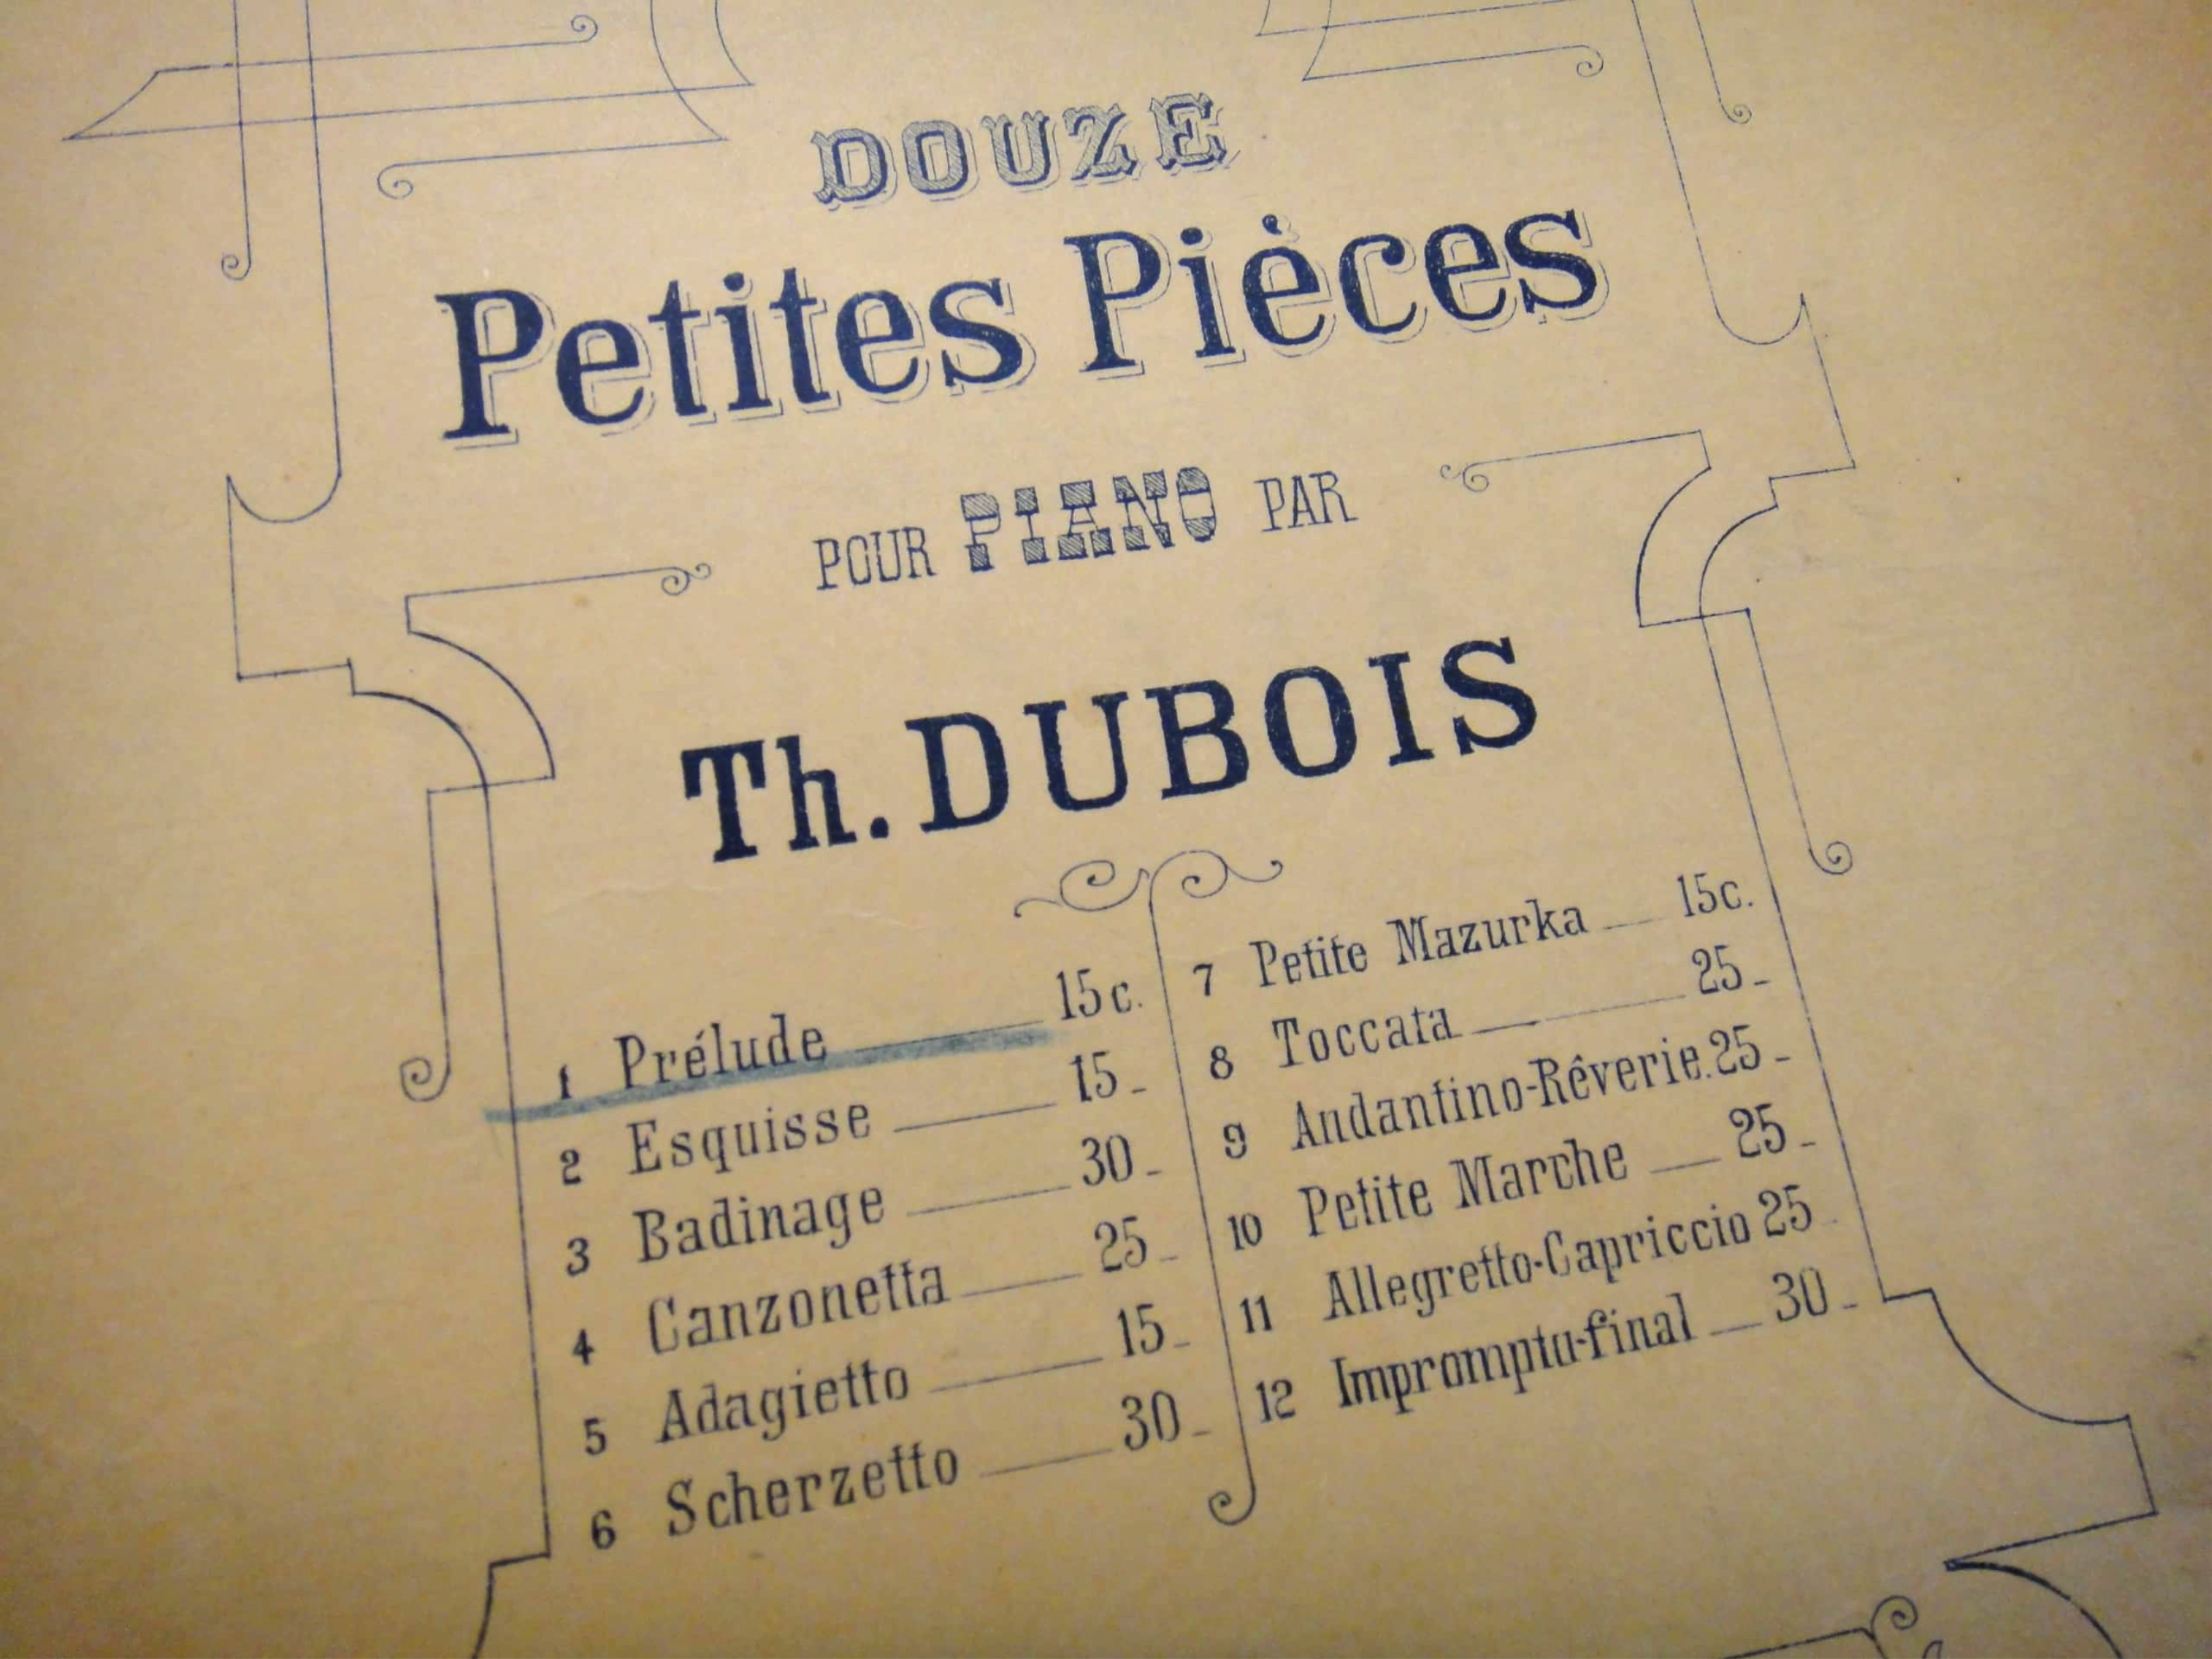 DOUZE
Petites Pièces
POUR PIANO PAR
Th. DUBOIS
1 Prélude 15c.
2 Esquisse 15-
3 Badinage 30-
4 Canzonetta 25-
5 Adagietto 15-
6 Scherzetto 30-
7 Petite Mazurka 15c.
8 Toccata 25-
9 Andantino-Rêverie. 25-
10 Petite Marche 25-
11 Allegretto-Capriccio 25-
12 Impromptu-final 30-